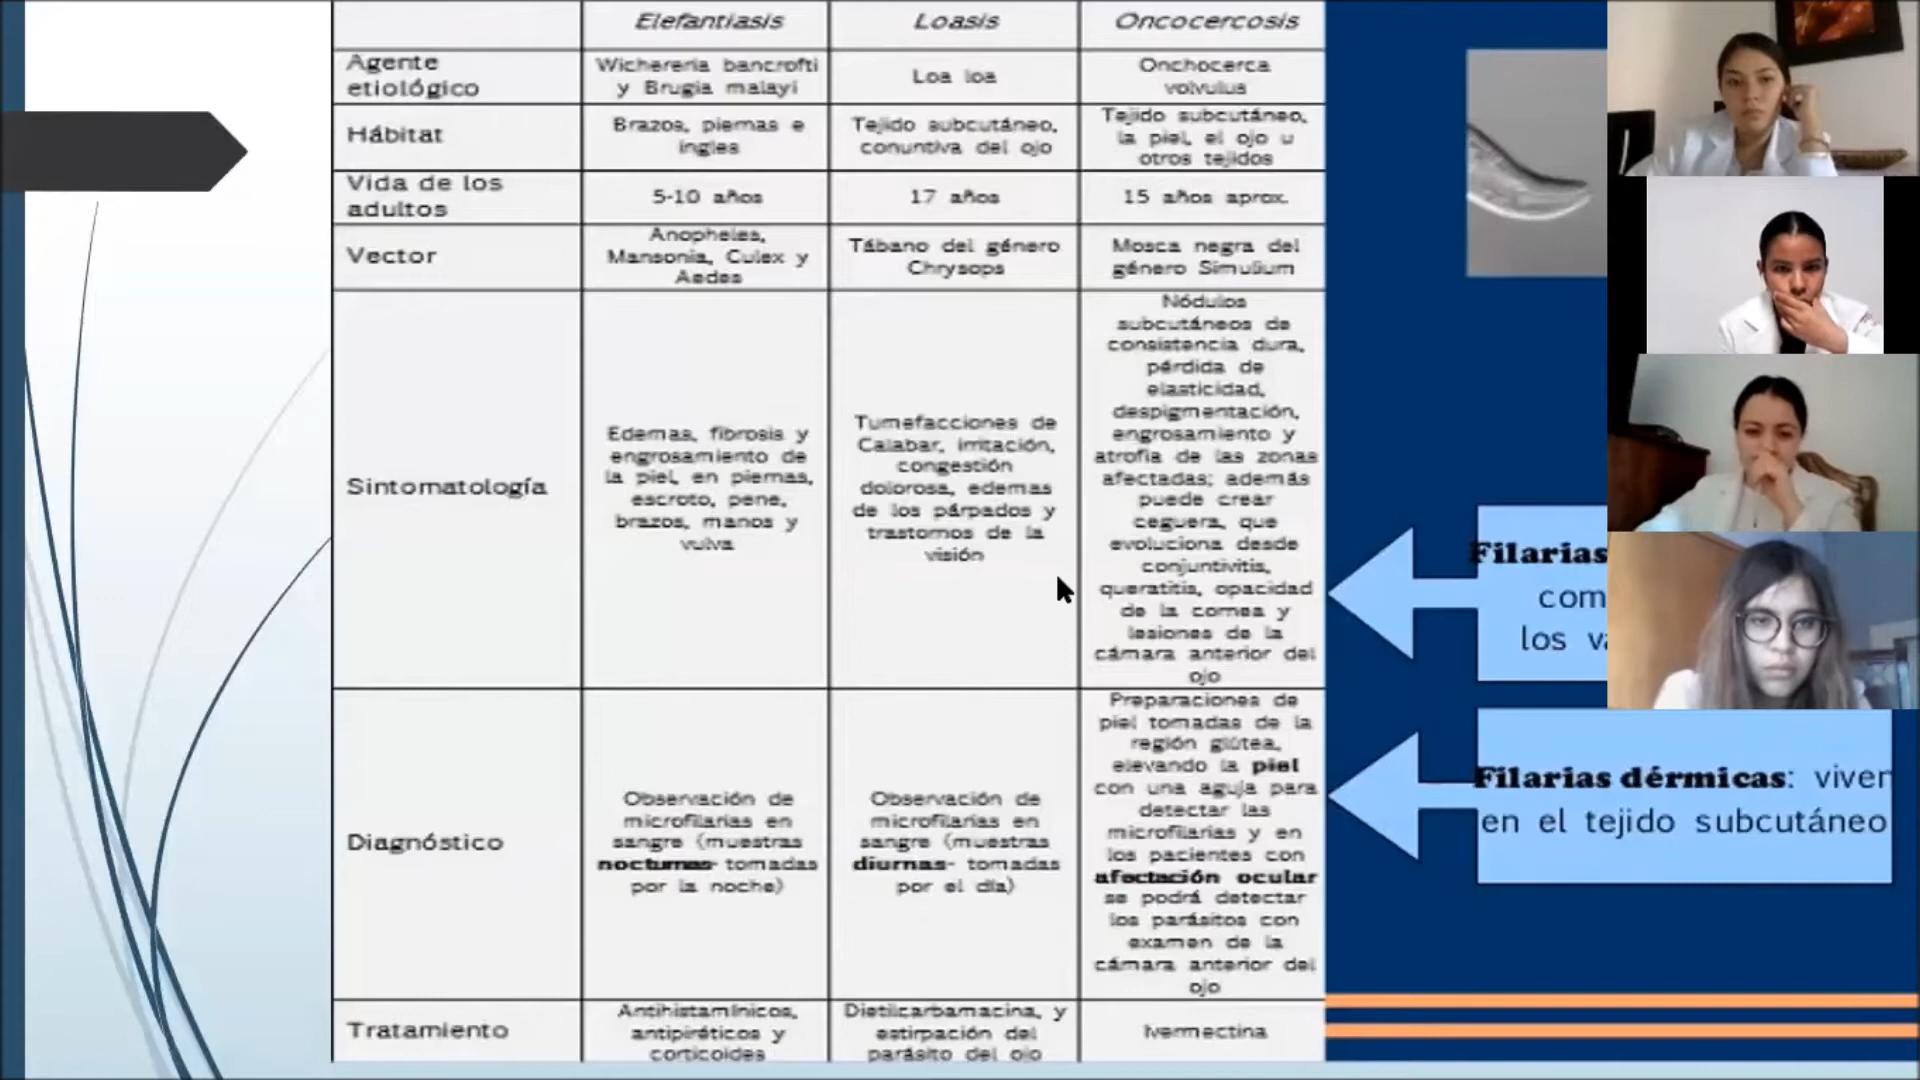 Elefantiasis Loasis Oncocercosis
Agente
etiológico
Wichereria bancrofti
y Brugia malayi
Loa loa
Onchocerca
volvulus
Hábitat
Brazos, piernas e
ingles
Tejido subcutáneo,
conuntiva del ojo
Tejido subcutáneo,
la piel, el ojo u
otros tejidos
Vida de los
adultos
5-10 años
17 años
15 años aprox.
Vector
Anopheles,
Mansonia, Culex y
Aedes
Tábano del género
Chrysops
Mosca negra del
género Simulium
Sintomatología
Edemas, fibrosis y
engrosamiento de
la piel, en piernas,
escroto, pene,
brazos, manos y
vulva
Tumefacciones de
Calabar, irritación,
congestión
dolorosa, edemas
de los párpados y
trastornos de la
visión
Nódulos
subcutáneos de
consistencia dura,
pérdida de
elasticidad,
despigmentación,
engrosamiento y
atrofia de las zonas
afectadas; además
puede crear
ceguera, que
evoluciona desde
conjuntivitis,
queratitis, opacidad
de la cornea y
lesiones de la
cámara anterior del
ojo
Diagnóstico
Observación de
microfilarias en
sangre (muestras
nocturnas- tomadas
por la noche)
Observación de
microfilarias en
sangre (muestras
diurnas- tomadas
por el día)
Preparaciones de
piel tomadas de la
región glútea,
elevando la piel
con una aguja para
detectar las
microfilarias y en
los pacientes con
afectación ocular
se podrá detectar
los parásitos con
examen de la
cámara anterior del
ojo
Tratamiento
Antihistamínicos,
antipiréticos y
corticoides
Dietilcarbamacina, y
estirpación del
parásito del ojo
Ivermectina
Filarias
com
los va
Filarias dérmicas: viven
en el tejido subcutáneo